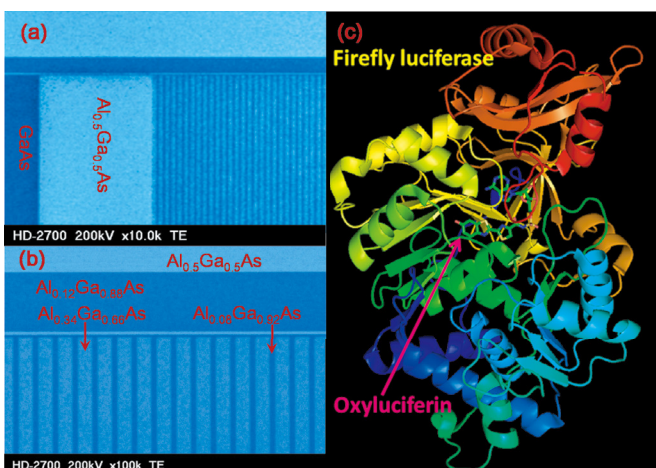 (a)
GaAs
Al0.5Ga0.5As
HD-2700 200kV x10.0k TE
(b)
Al0.5Ga0.5As
Al0.12Ga0.88As
Al0.34Ga0.66As
Al0.08Ga0.92As
HD-2700 200kV x100k TE
(c)
Firefly luciferase
Oxyluciferin